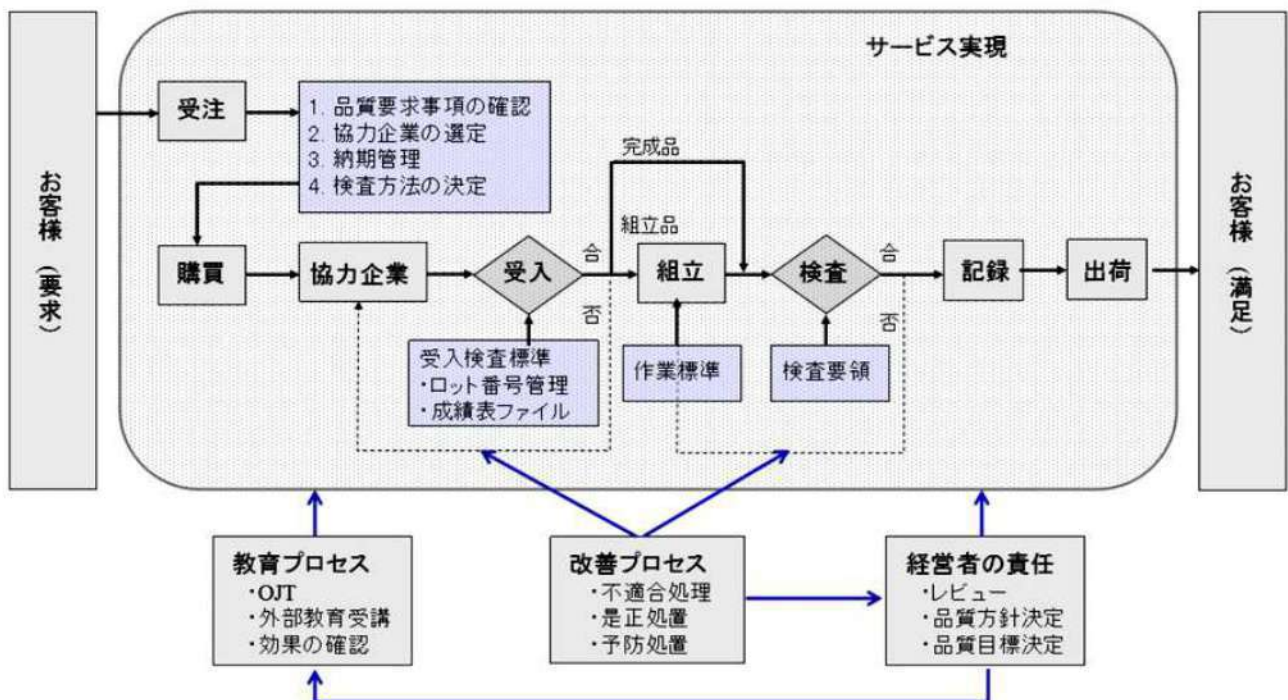 お客様（要求）
サービス実現
受注
1. 品質要求事項の確認
2. 協力企業の選定
3. 納期管理
4. 検査方法の決定
完成品
組立品
購買
協力企業
受入
合
否
組立
検査
合
否
記録
出荷
受入検査標準
・ロット番号管理
・成績表ファイル
作業標準
検査要領
お客様（満足）
教育プロセス
・OJT
・外部教育受講
・効果の確認
改善プロセス
・不適合処理
・是正処置
・予防処置
経営者の責任
・レビュー
・品質方針決定
・品質目標決定